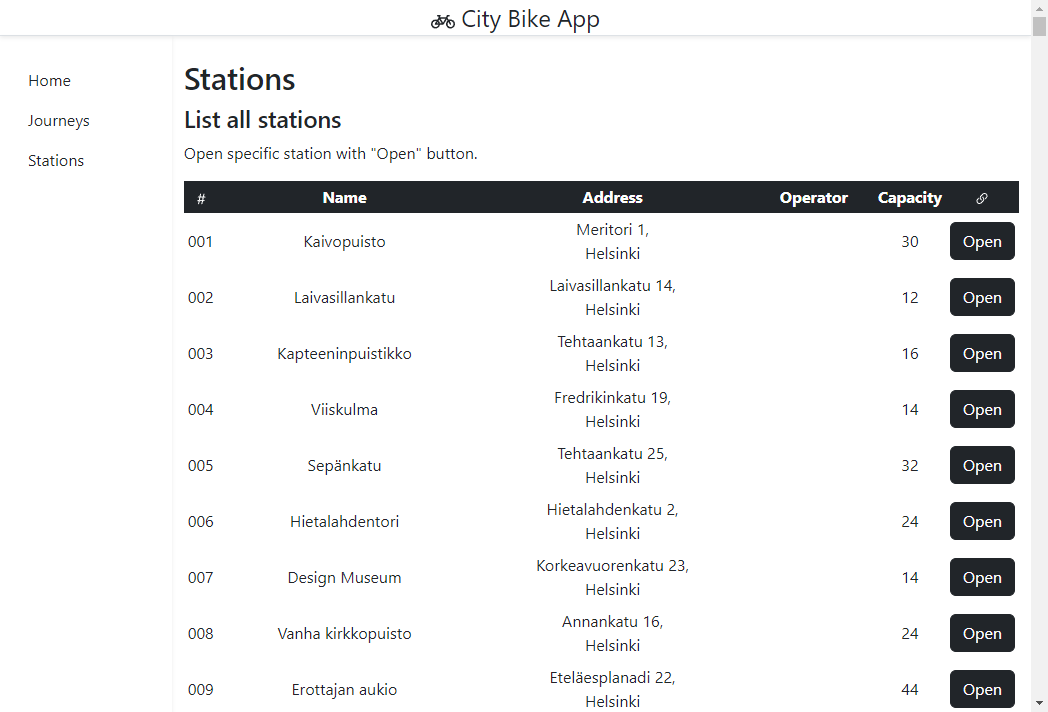 City Bike App
Home
Journeys
Stations
Stations
List all stations
Open specific station with "Open" button.
# Name Address Operator Capacity
001 Kaivopuisto Meritori 1, Helsinki 30 Open
002 Laivasillankatu Laivasillankatu 14, Helsinki 12 Open
003 Kapteeninpuistikko Tehtaankatu 13, Helsinki 16 Open
004 Viiskulma Fredrikinkatu 19, Helsinki 14 Open
005 Sepänkatu Tehtaankatu 25, Helsinki 32 Open
006 Hietalahdentori Hietalahdenkatu 2, Helsinki 24 Open
007 Design Museum Korkeavuorenkatu 23, Helsinki 14 Open
008 Vanha kirkkopuisto Annankatu 16, Helsinki 24 Open
009 Erottajan aukio Eteläesplanadi 22, Helsinki 44 Open